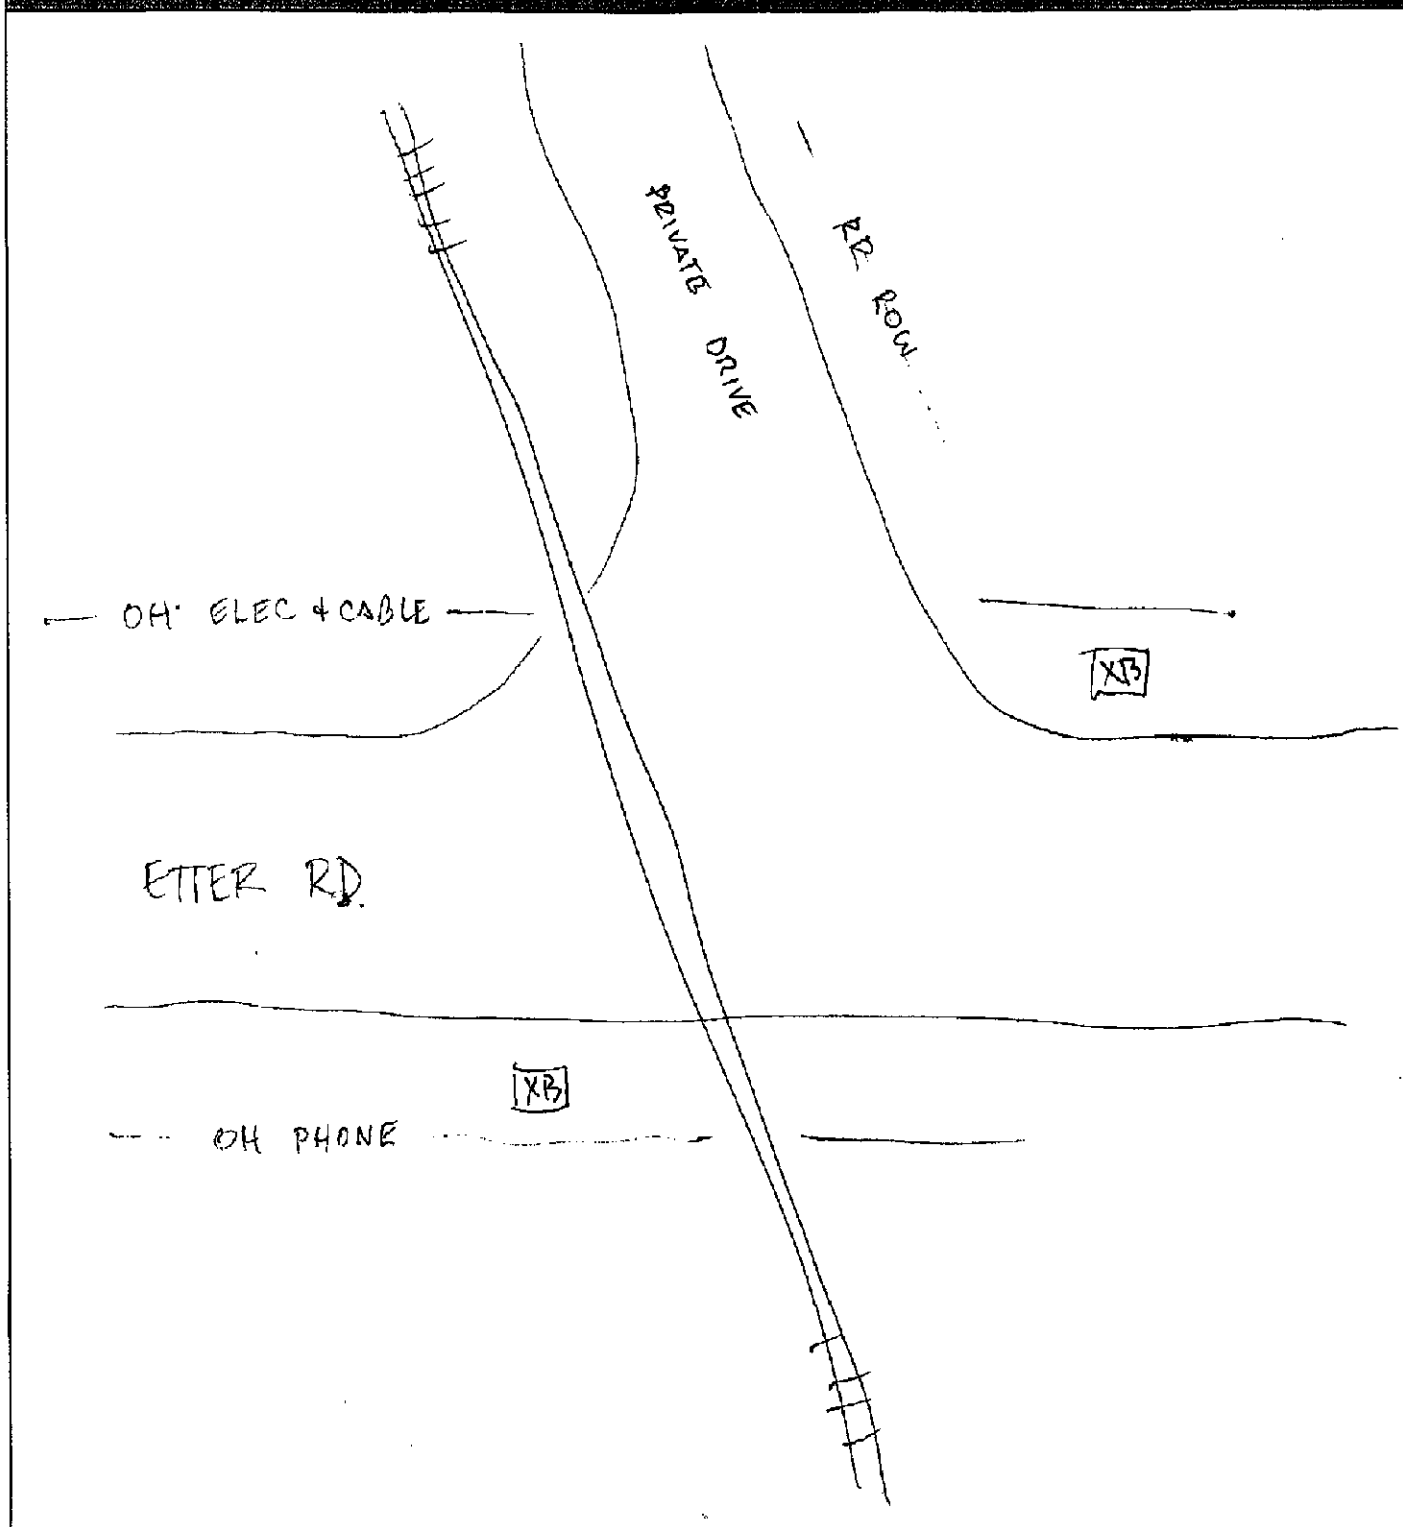 PRIVATE DRIVE
RR ROW
OH ELEC + CABLE
XB
ETTER RD.
XB
OH PHONE